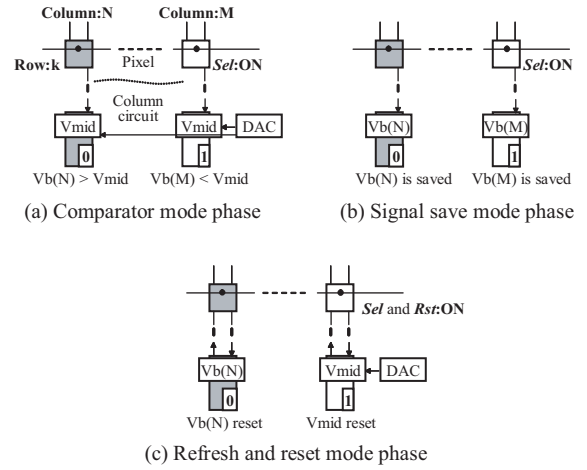 Column:N Column:M
Row:k Pixel Sel:ON
Column
circuit
Vmid Vmid DAC
0 1
Vb(N) > Vmid Vb(M) < Vmid
(a) Comparator mode phase
Sel:ON
Vb(N) Vb(M)
0 1
Vb(N) is saved Vb(M) is saved
(b) Signal save mode phase
Sel and Rst:ON
Vb(N) Vmid DAC
0 1
Vb(N) reset Vmid reset
(c) Refresh and reset mode phase